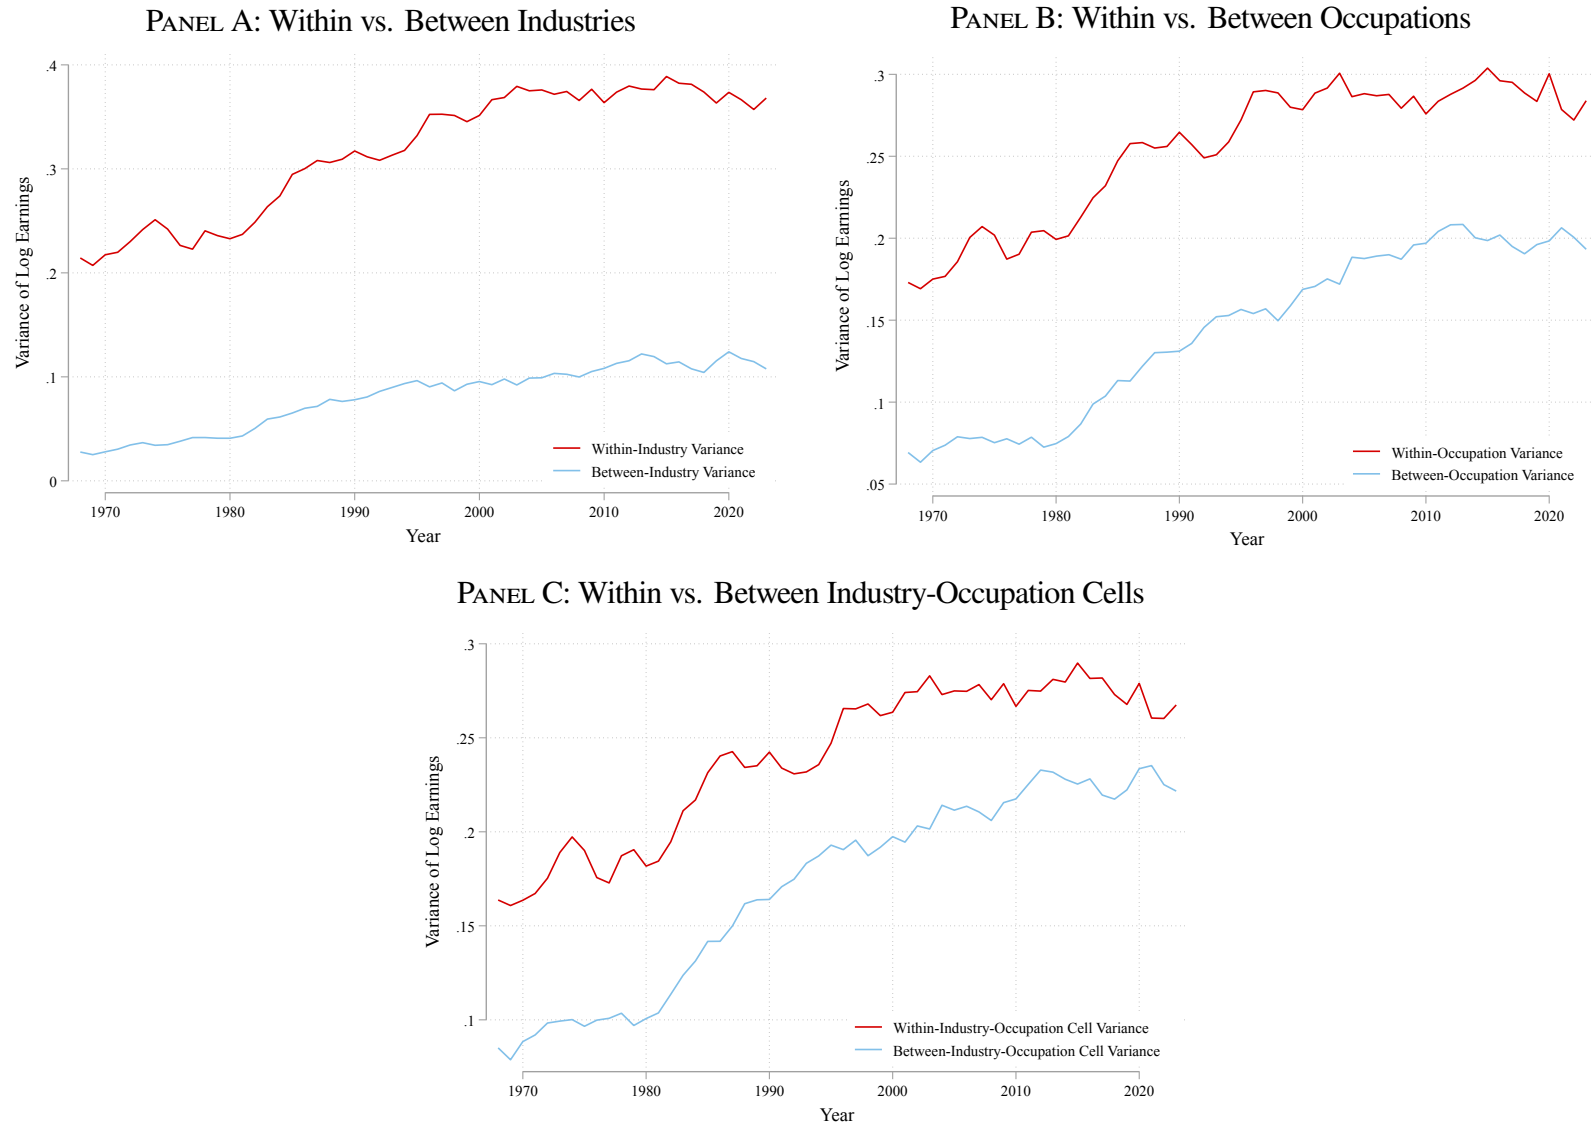 PANEL A: Within vs. Between Industries
.4
.3
.2
.1
0
Variance of Log Earnings
Within-Industry Variance
Between-Industry Variance
1970 1980 1990 2000 2010 2020
Year
PANEL B: Within vs. Between Occupations
.3
.25
.2
.15
.1
.05
Variance of Log Earnings
Within-Occupation Variance
Between-Occupation Variance
1970 1980 1990 2000 2010 2020
Year
PANEL C: Within vs. Between Industry-Occupation Cells
.3
.25
.2
.15
.1
Variance of Log Earnings
Within-Industry-Occupation Cell Variance
Between-Industry-Occupation Cell Variance
1970 1980 1990 2000 2010 2020
Year